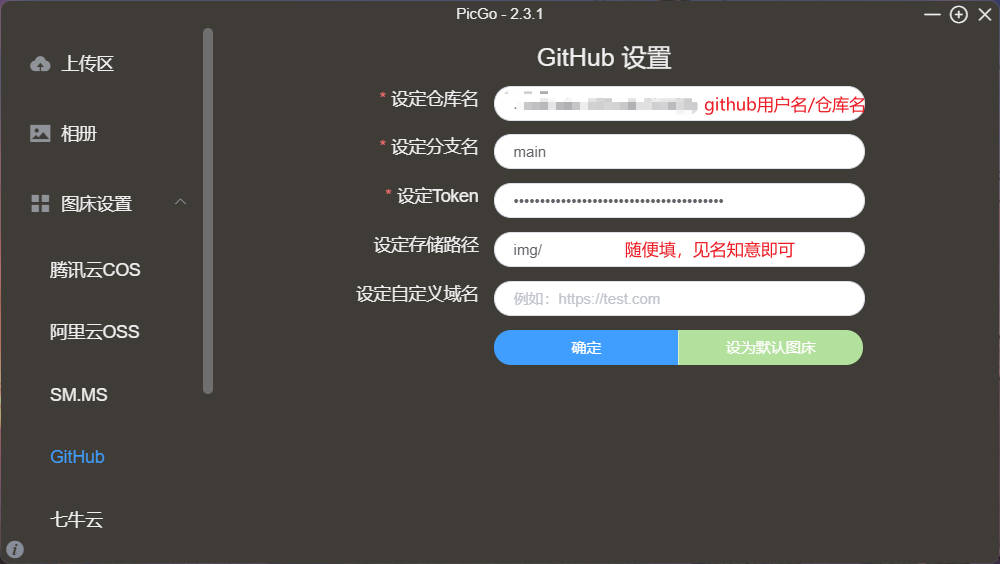 PicGo - 2.3.1
上传区
相册
图床设置
腾讯云COS
阿里云OSS
SM.MS
GitHub
七牛云
GitHub 设置
* 设定仓库名 github用户名/仓库名
* 设定分支名 main
* 设定Token ••••••••••••••••••••••••••••••••••••••••
设定存储路径 img/ 随便填，见名知意即可
设定自定义域名 例如：https://test.com
确定 设为默认图床